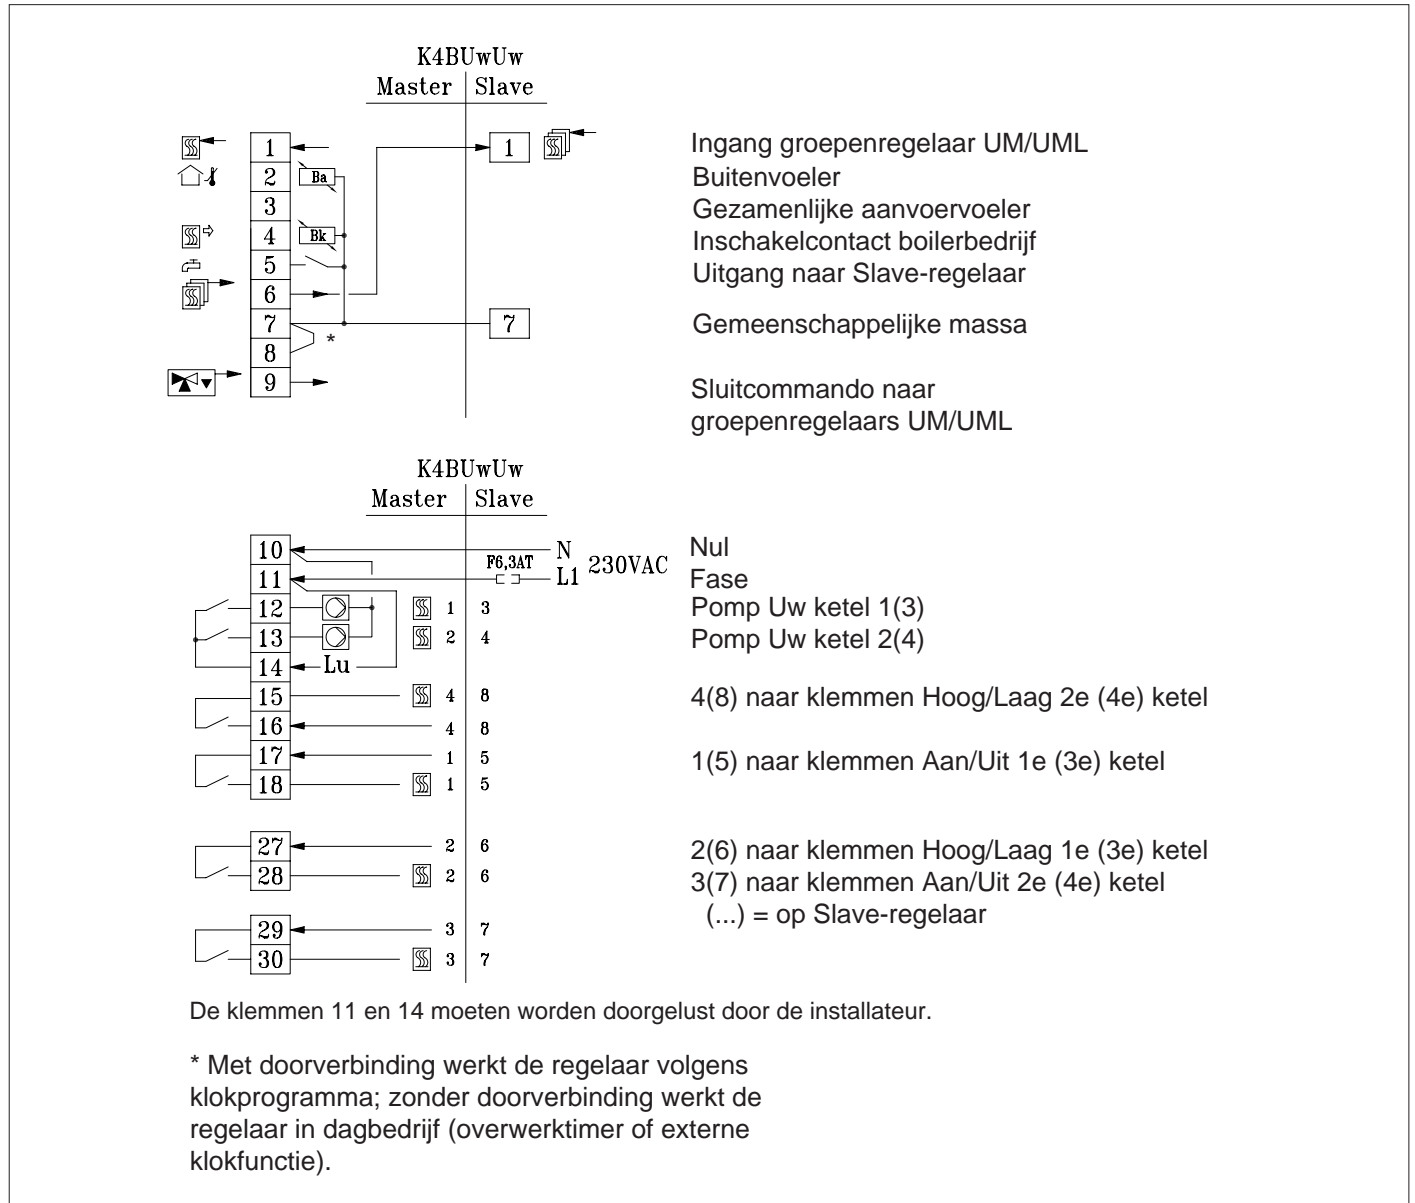 K4BUwUw
Master Slave
1 1 Ingang groepenregelaar UM/UML
2 Ba Buitenvoeler
3 Gezamenlijke aanvoervoeler
4 Bk Inschakelcontact boilerbedrijf
5 Uitgang naar Slave-regelaar
6
7 7 Gemeenschappelijke massa
8 *
9 Sluitcommando naar
groepenregelaars UM/UML
K4BUwUw
Master Slave
10 N 230VAC Nul
11 F6,3AT L1 Fase
12 1 3 Pomp Uw ketel 1(3)
13 2 4 Pomp Uw ketel 2(4)
14 Lu
15 4 8 4(8) naar klemmen Hoog/Laag 2e (4e) ketel
16 4 8
17 1 5 1(5) naar klemmen Aan/Uit 1e (3e) ketel
18 1 5
27 2 6 2(6) naar klemmen Hoog/Laag 1e (3e) ketel
28 2 6 3(7) naar klemmen Aan/Uit 2e (4e) ketel
(...) = op Slave-regelaar
29 3 7
30 3 7
De klemmen 11 en 14 moeten worden doorgelust door de installateur.
* Met doorverbinding werkt de regelaar volgens
klokprogramma; zonder doorverbinding werkt de
regelaar in dagbedrijf (overwerktimer of externe
klokfunctie).